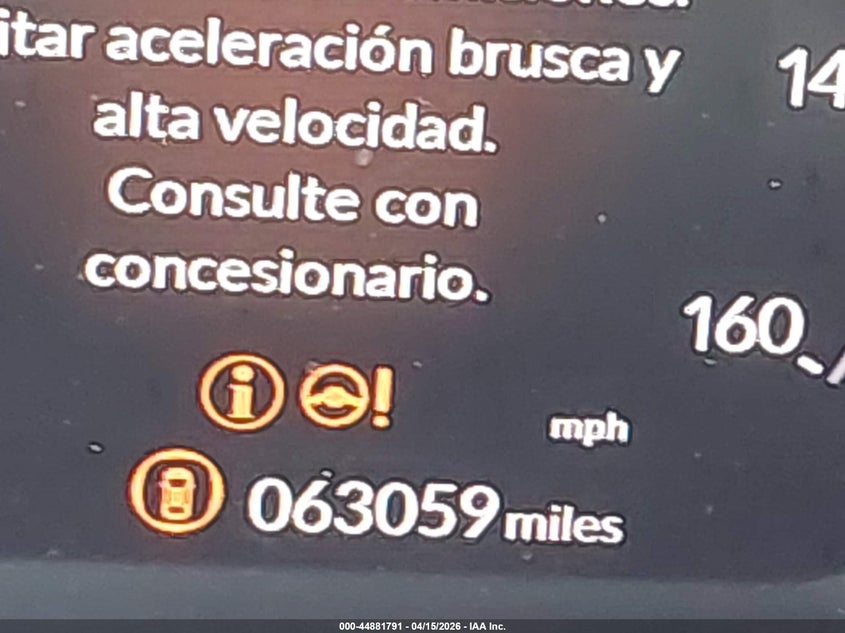 itar aceleración brusca y
alta velocidad.
Consulte con
concesionario.
14
160
mph
063059 miles
000-44881791 - 04/15/2026 - IAA Inc.